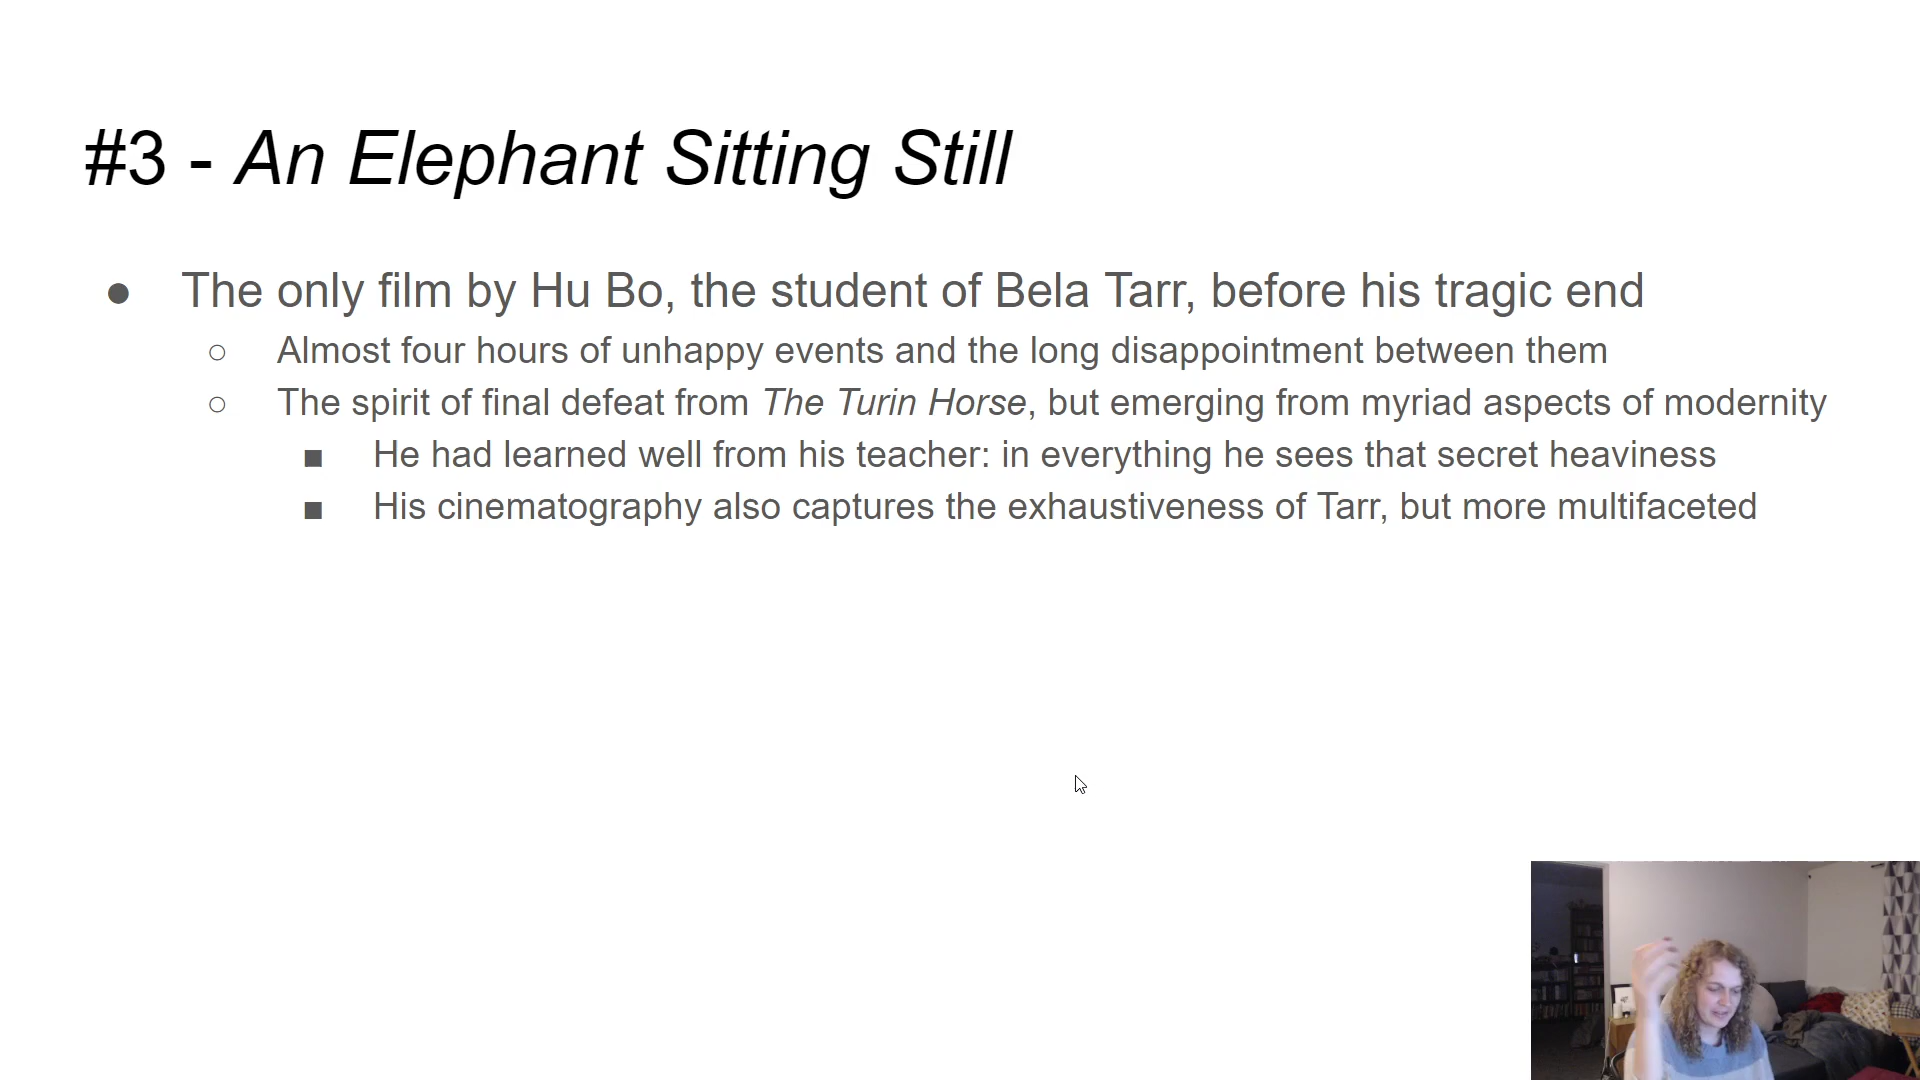 #3 - An Elephant Sitting Still
● The only film by Hu Bo, the student of Bela Tarr, before his tragic end
○ Almost four hours of unhappy events and the long disappointment between them
○ The spirit of final defeat from The Turin Horse, but emerging from myriad aspects of modernity
■ He had learned well from his teacher: in everything he sees that secret heaviness
■ His cinematography also captures the exhaustiveness of Tarr, but more multifaceted